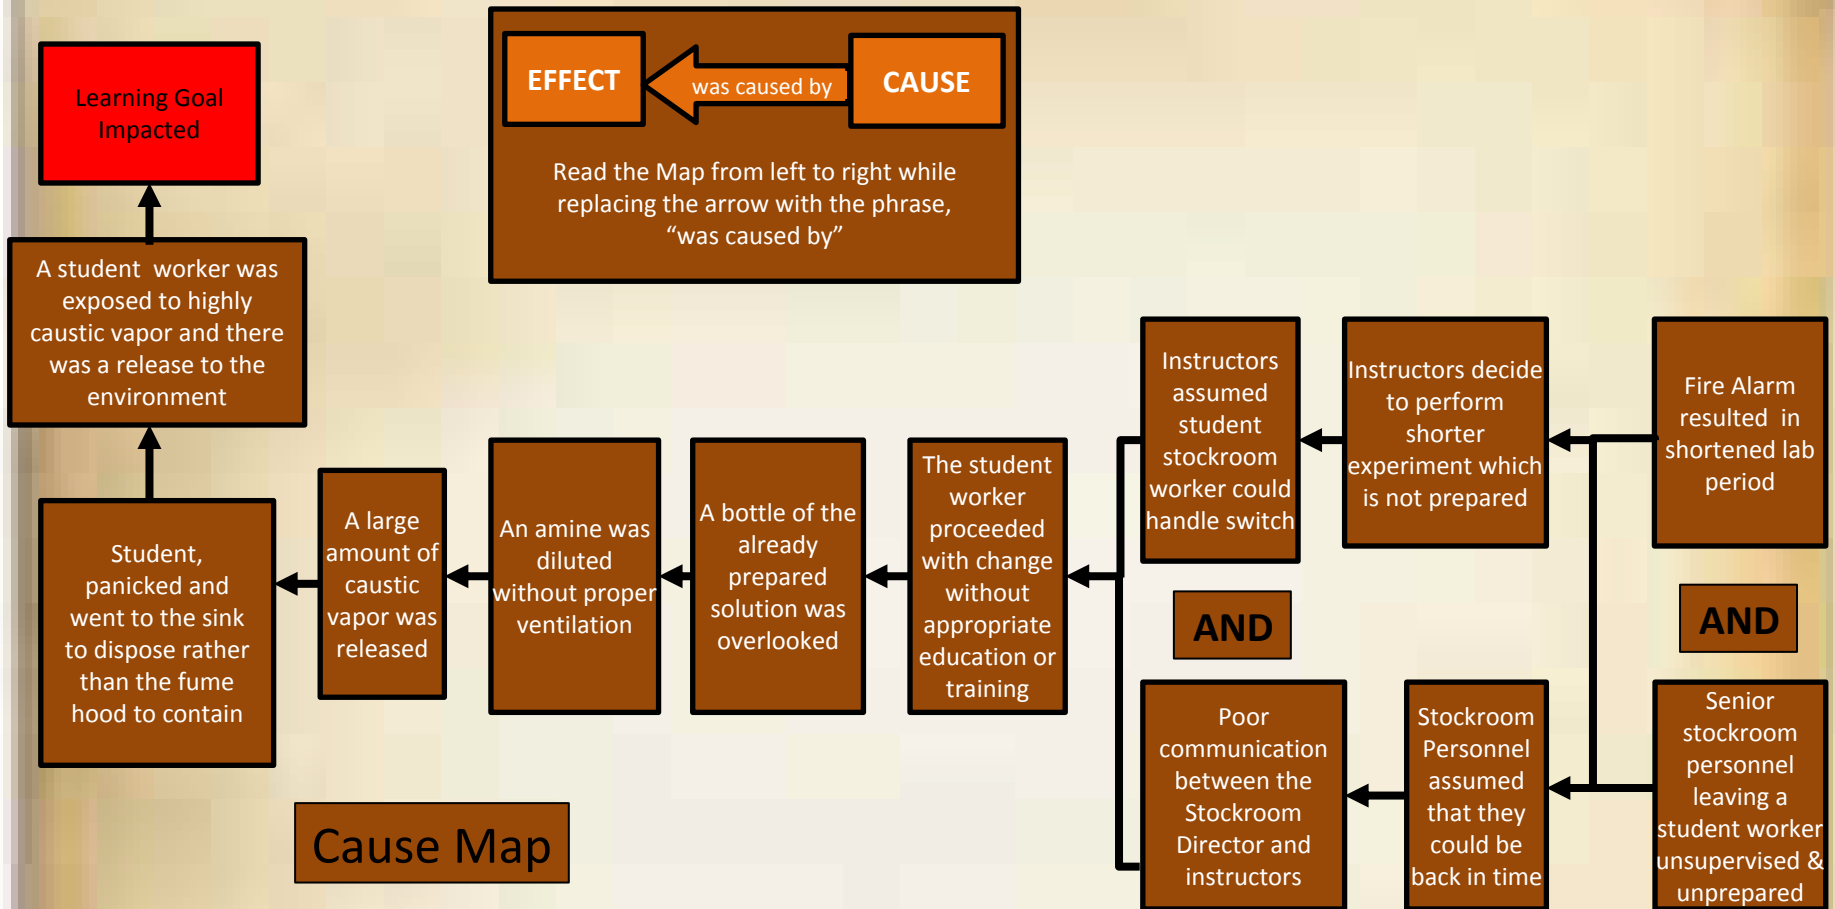 Learning Goal
Impacted
EFFECT
was caused by
CAUSE
Read the Map from left to right while
replacing the arrow with the phrase,
“was caused by”
A student worker was
exposed to highly
caustic vapor and there
was a release to the
environment
Student,
panicked and
went to the sink
to dispose rather
than the fume
hood to contain
A large
amount of
caustic
vapor was
released
An amine was
diluted
without proper
ventilation
A bottle of the
already
prepared
solution was
overlooked
The student
worker
proceeded
with change
without
appropriate
education or
training
Instructors
assumed
student
stockroom
worker could
handle switch
Instructors decide
to perform
shorter
experiment which
is not prepared
Fire Alarm
resulted in
shortened lab
period
AND
AND
Poor
communication
between the
Stockroom
Director and
instructors
Stockroom
Personnel
assumed
that they
could be
back in time
Senior
stockroom
personnel
leaving a
student worker
unsupervised &
unprepared
Cause Map